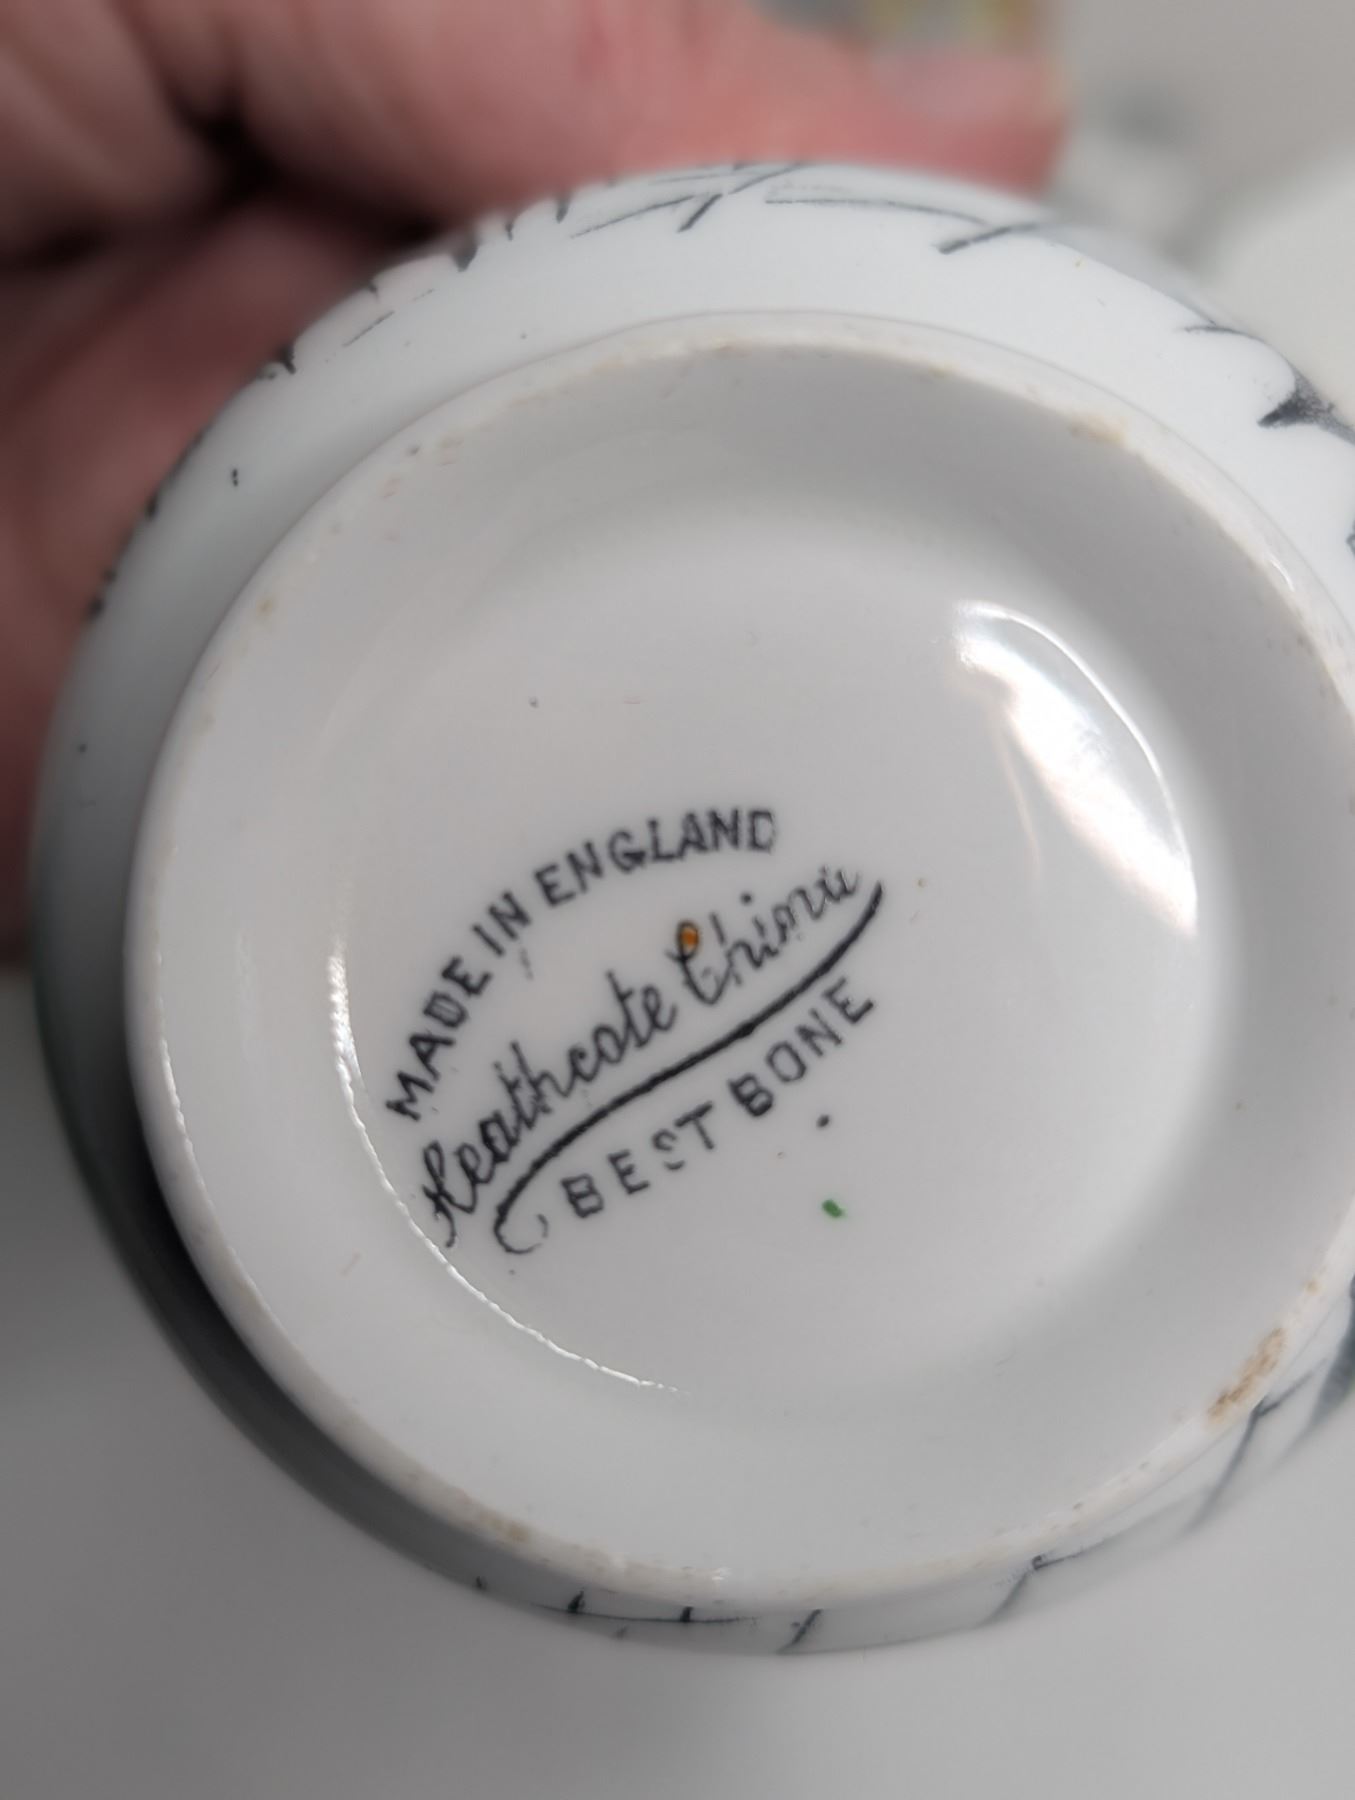 MADE IN ENGLAND
Heathcote China
BEST BONE